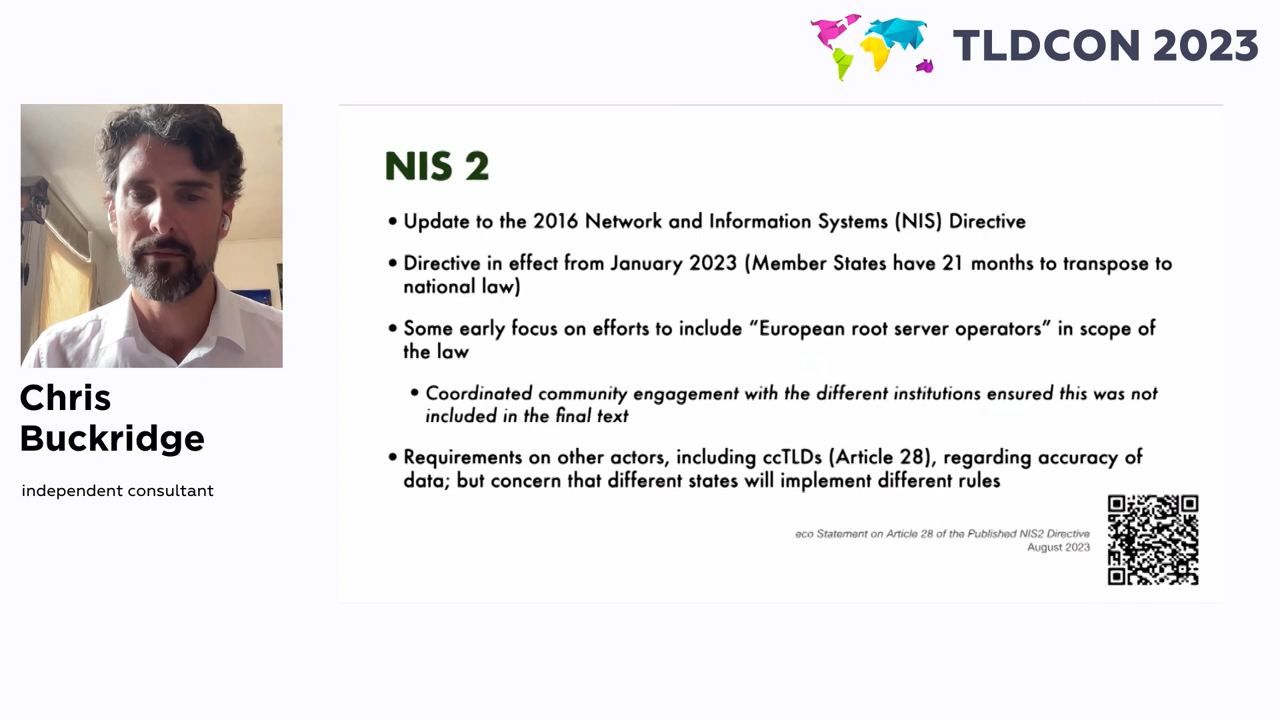 TLDCON 2023
NIS 2
• Update to the 2016 Network and Information Systems (NIS) Directive
• Directive in effect from January 2023 (Member States have 21 months to transpose to
national law)
• Some early focus on efforts to include “European root server operators” in scope of
the law
• Coordinated community engagement with the different institutions ensured this was not
included in the final text
• Requirements on other actors, including ccTLDs (Article 28), regarding accuracy of
data; but concern that different states will implement different rules
eco Statement on Article 28 of the Published NIS2 Directive
August 2023
Chris
Buckridge
independent consultant